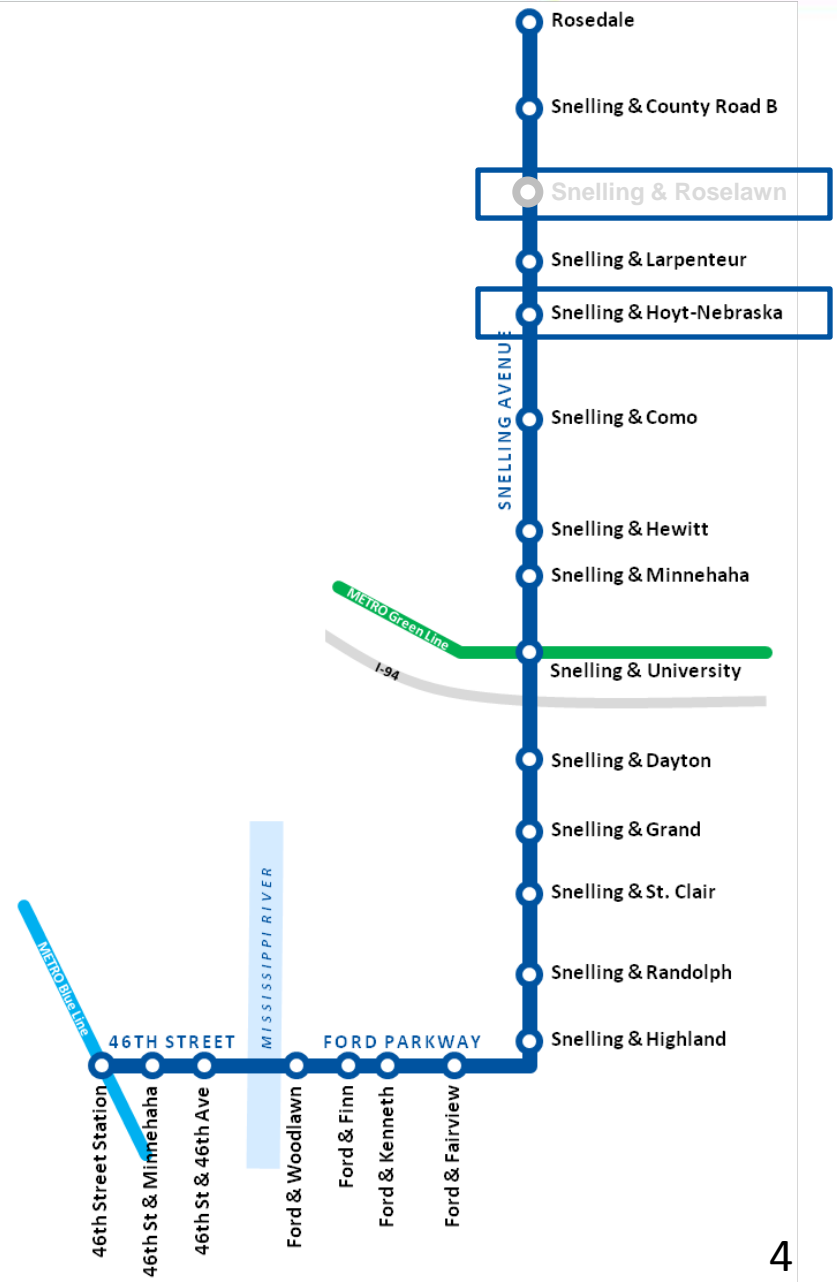 Rosedale
Snelling & County Road B
Snelling & Roselawn
Snelling & Larpenteur
Snelling & Hoyt-Nebraska
SNELLING AVENUE
Snelling & Como
Snelling & Hewitt
Snelling & Minnehaha
METRO Green Line
Snelling & University
I-94
Snelling & Dayton
Snelling & Grand
Snelling & St. Clair
Snelling & Randolph
Snelling & Highland
METRO Blue Line
46TH STREET
MISSISSIPPI RIVER
FORD PARKWAY
46th Street Station
46th St & Minnehaha
46th St & 46th Ave
Ford & Woodlawn
Ford & Finn
Ford & Kenneth
Ford & Fairview
4